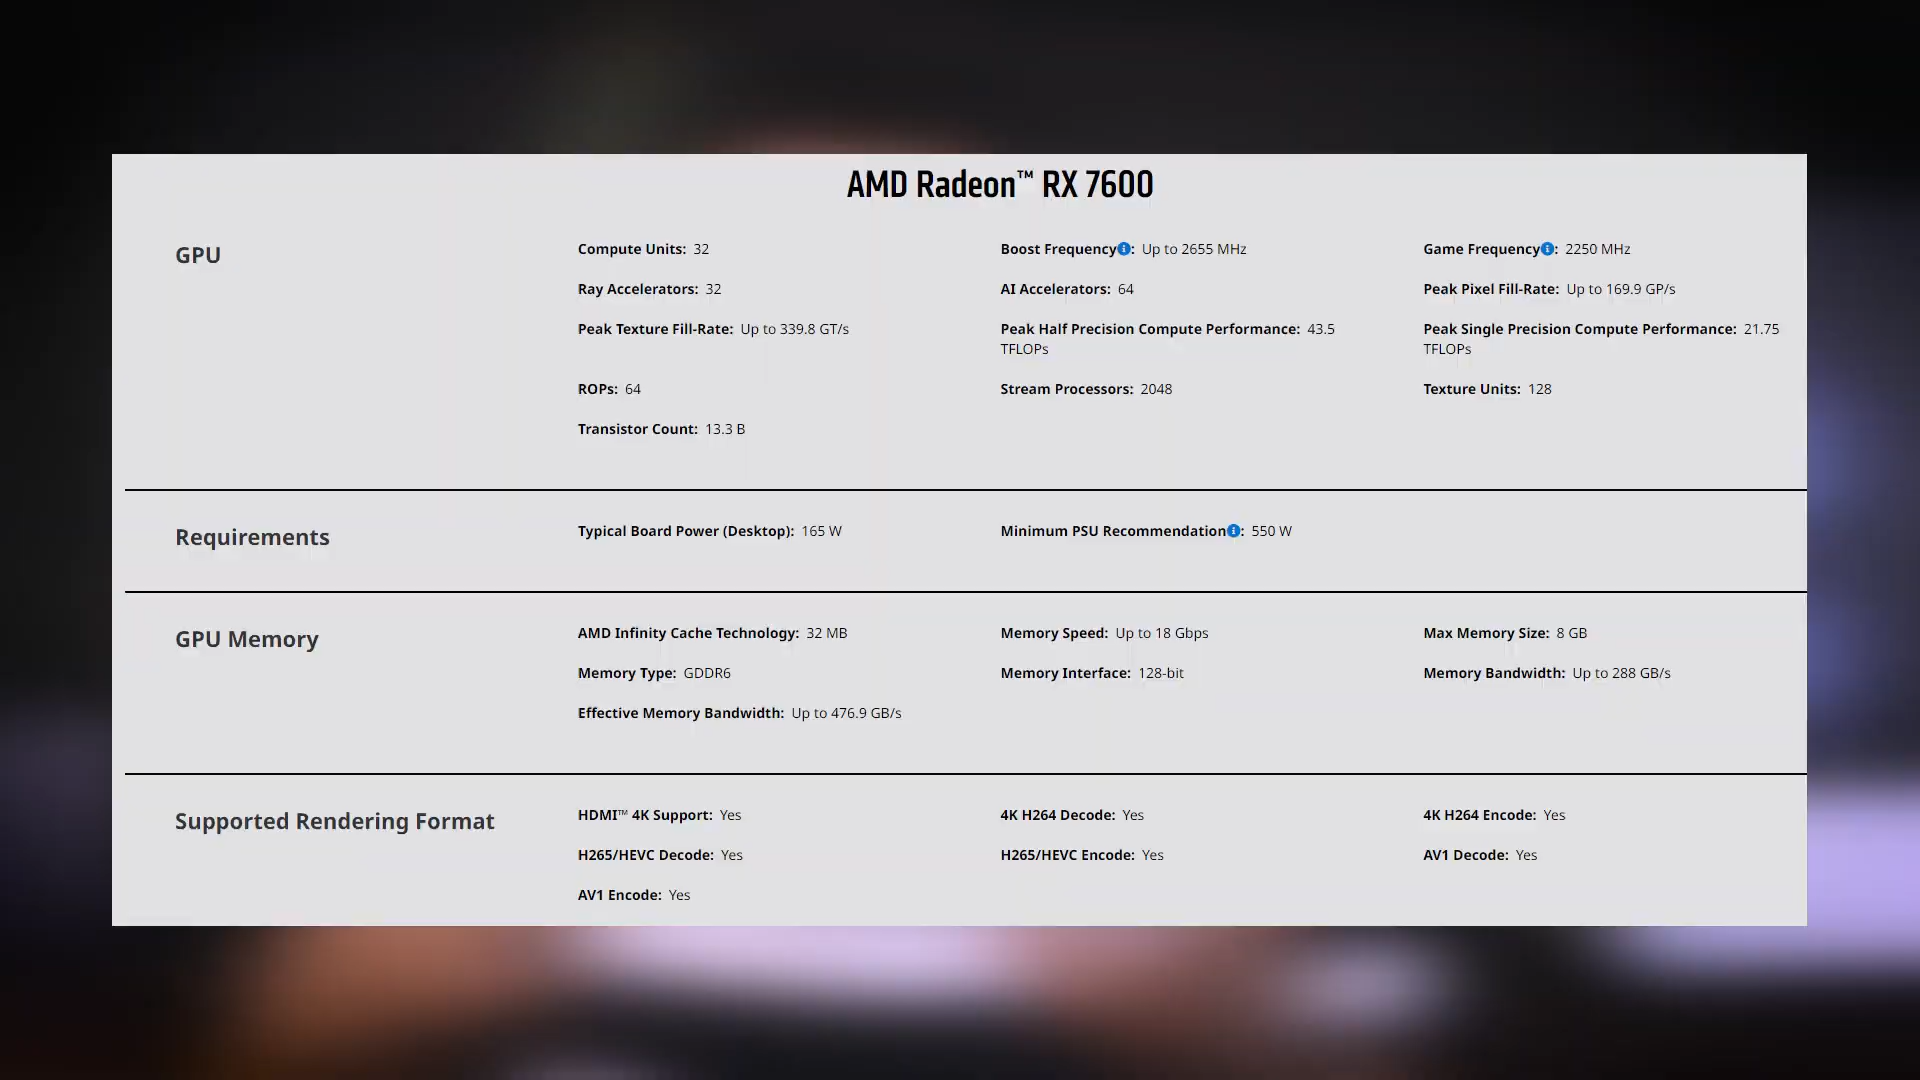 AMD Radeon™ RX 7600
GPU
Compute Units: 32
Boost Frequency: Up to 2655 MHz
Game Frequency: 2250 MHz
Ray Accelerators: 32
AI Accelerators: 64
Peak Pixel Fill-Rate: Up to 169.9 GP/s
Peak Texture Fill-Rate: Up to 339.8 GT/s
Peak Half Precision Compute Performance: 43.5
TFLOPs
Peak Single Precision Compute Performance: 21.75
TFLOPs
ROPs: 64
Stream Processors: 2048
Texture Units: 128
Transistor Count: 13.3 B
Requirements
Typical Board Power (Desktop): 165 W
Minimum PSU Recommendation: 550 W
GPU Memory
AMD Infinity Cache Technology: 32 MB
Memory Speed: Up to 18 Gbps
Max Memory Size: 8 GB
Memory Type: GDDR6
Memory Interface: 128-bit
Memory Bandwidth: Up to 288 GB/s
Effective Memory Bandwidth: Up to 476.9 GB/s
Supported Rendering Format
HDMI™ 4K Support: Yes
4K H264 Decode: Yes
4K H264 Encode: Yes
H265/HEVC Decode: Yes
H265/HEVC Encode: Yes
AV1 Decode: Yes
AV1 Encode: Yes